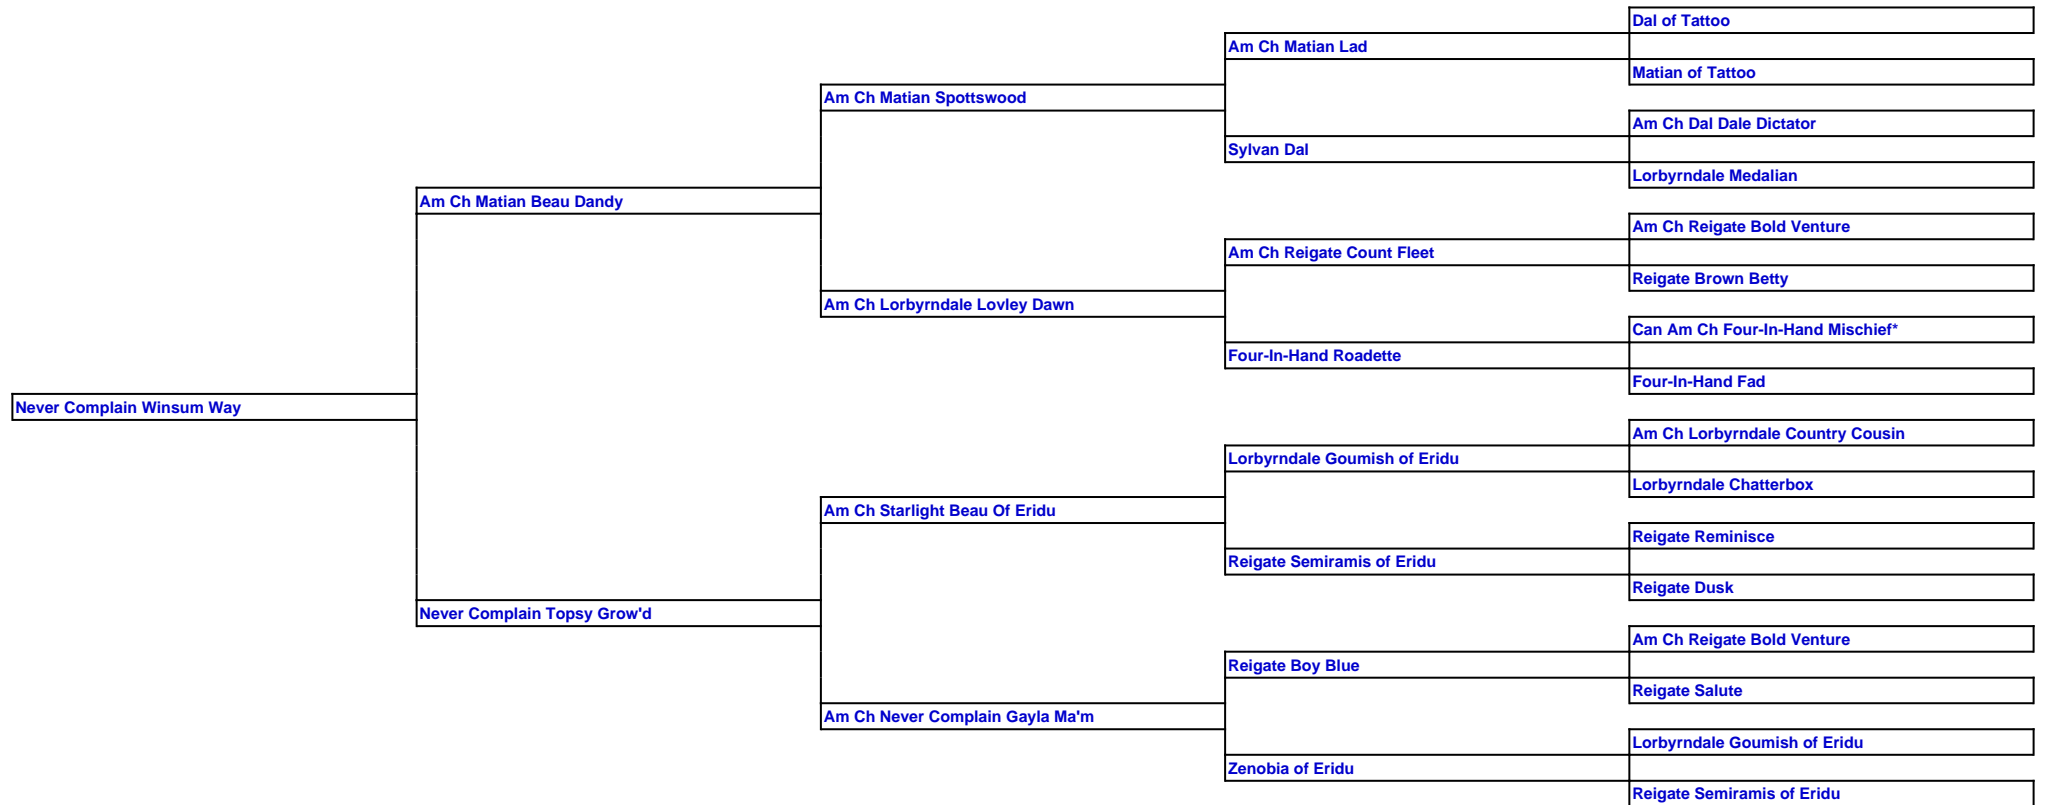 Dal of Tattoo
Am Ch Matian Lad
Matian of Tattoo
Am Ch Matian Spottswood
Am Ch Dal Dale Dictator
Sylvan Dal
Lorbyrndale Medalian
Am Ch Matian Beau Dandy
Am Ch Reigate Bold Venture
Am Ch Reigate Count Fleet
Reigate Brown Betty
Am Ch Lorbyrndale Lovley Dawn
Can Am Ch Four-In-Hand Mischief*
Four-In-Hand Roadette
Four-In-Hand Fad
Never Complain Winsum Way
Am Ch Lorbyrndale Country Cousin
Lorbyrndale Goumish of Eridu
Lorbyrndale Chatterbox
Am Ch Starlight Beau Of Eridu
Reigate Reminisce
Reigate Semiramis of Eridu
Reigate Dusk
Never Complain Topsy Grow'd
Am Ch Reigate Bold Venture
Reigate Boy Blue
Reigate Salute
Am Ch Never Complain Gayla Ma'm
Lorbyrndale Goumish of Eridu
Zenobia of Eridu
Reigate Semiramis of Eridu